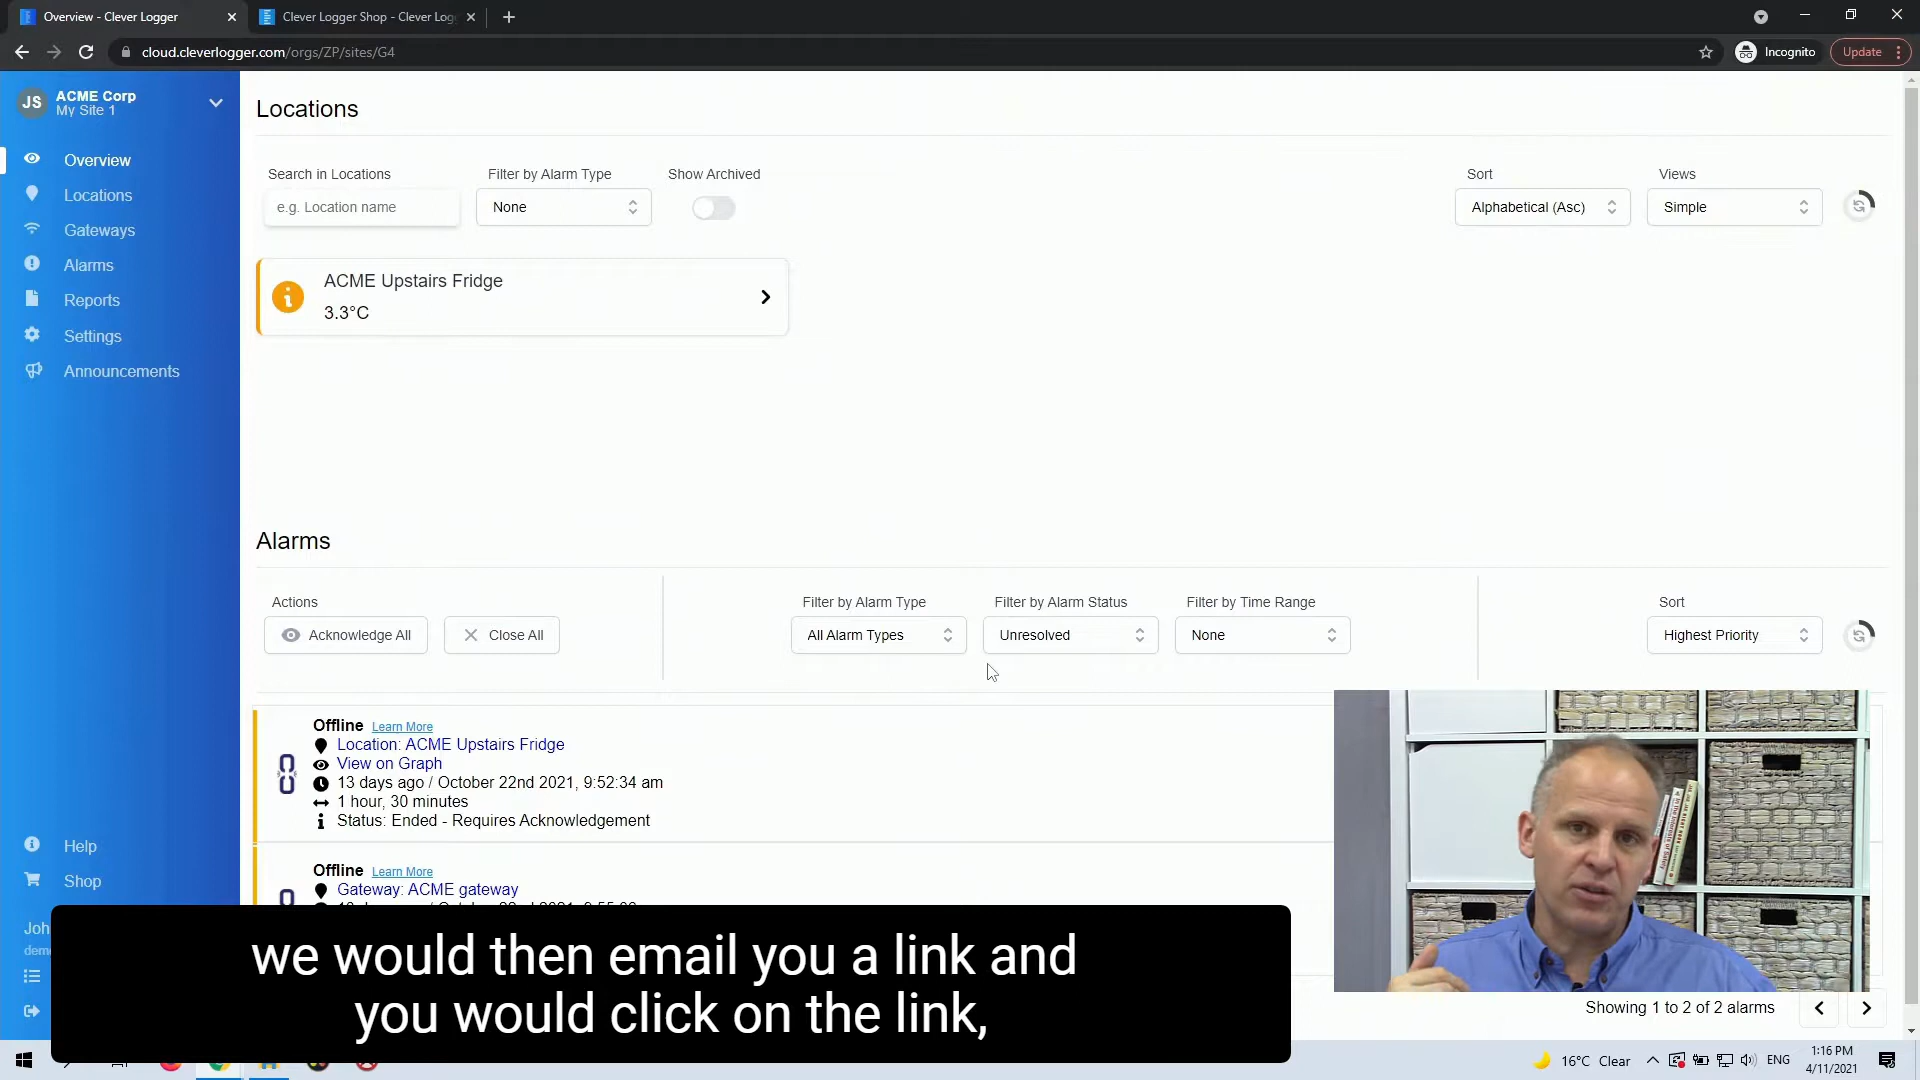 Overview - Clever Logger
Clever Logger Shop - Clever Log
cloud.cleverlogger.com/orgs/ZP/sites/G4
Incognito
Update
JS
ACME Corp
My Site 1
Overview
Locations
Gateways
Alarms
Reports
Settings
Announcements
Help
Shop
Joh
demo
Locations
Search in Locations
Filter by Alarm Type
Show Archived
Sort
Views
e.g. Location name
None
Alphabetical (Asc)
Simple
ACME Upstairs Fridge
3.3°C
Alarms
Actions
Filter by Alarm Type
Filter by Alarm Status
Filter by Time Range
Sort
Acknowledge All
Close All
All Alarm Types
Unresolved
None
Highest Priority
Offline Learn More
Location: ACME Upstairs Fridge
View on Graph
13 days ago / October 22nd 2021, 9:52:34 am
1 hour, 30 minutes
Status: Ended - Requires Acknowledgement
Offline Learn More
Gateway: ACME gateway
we would then email you a link and
you would click on the link,
Showing 1 to 2 of 2 alarms
16°C Clear
ENG
1:16 PM
4/11/2021